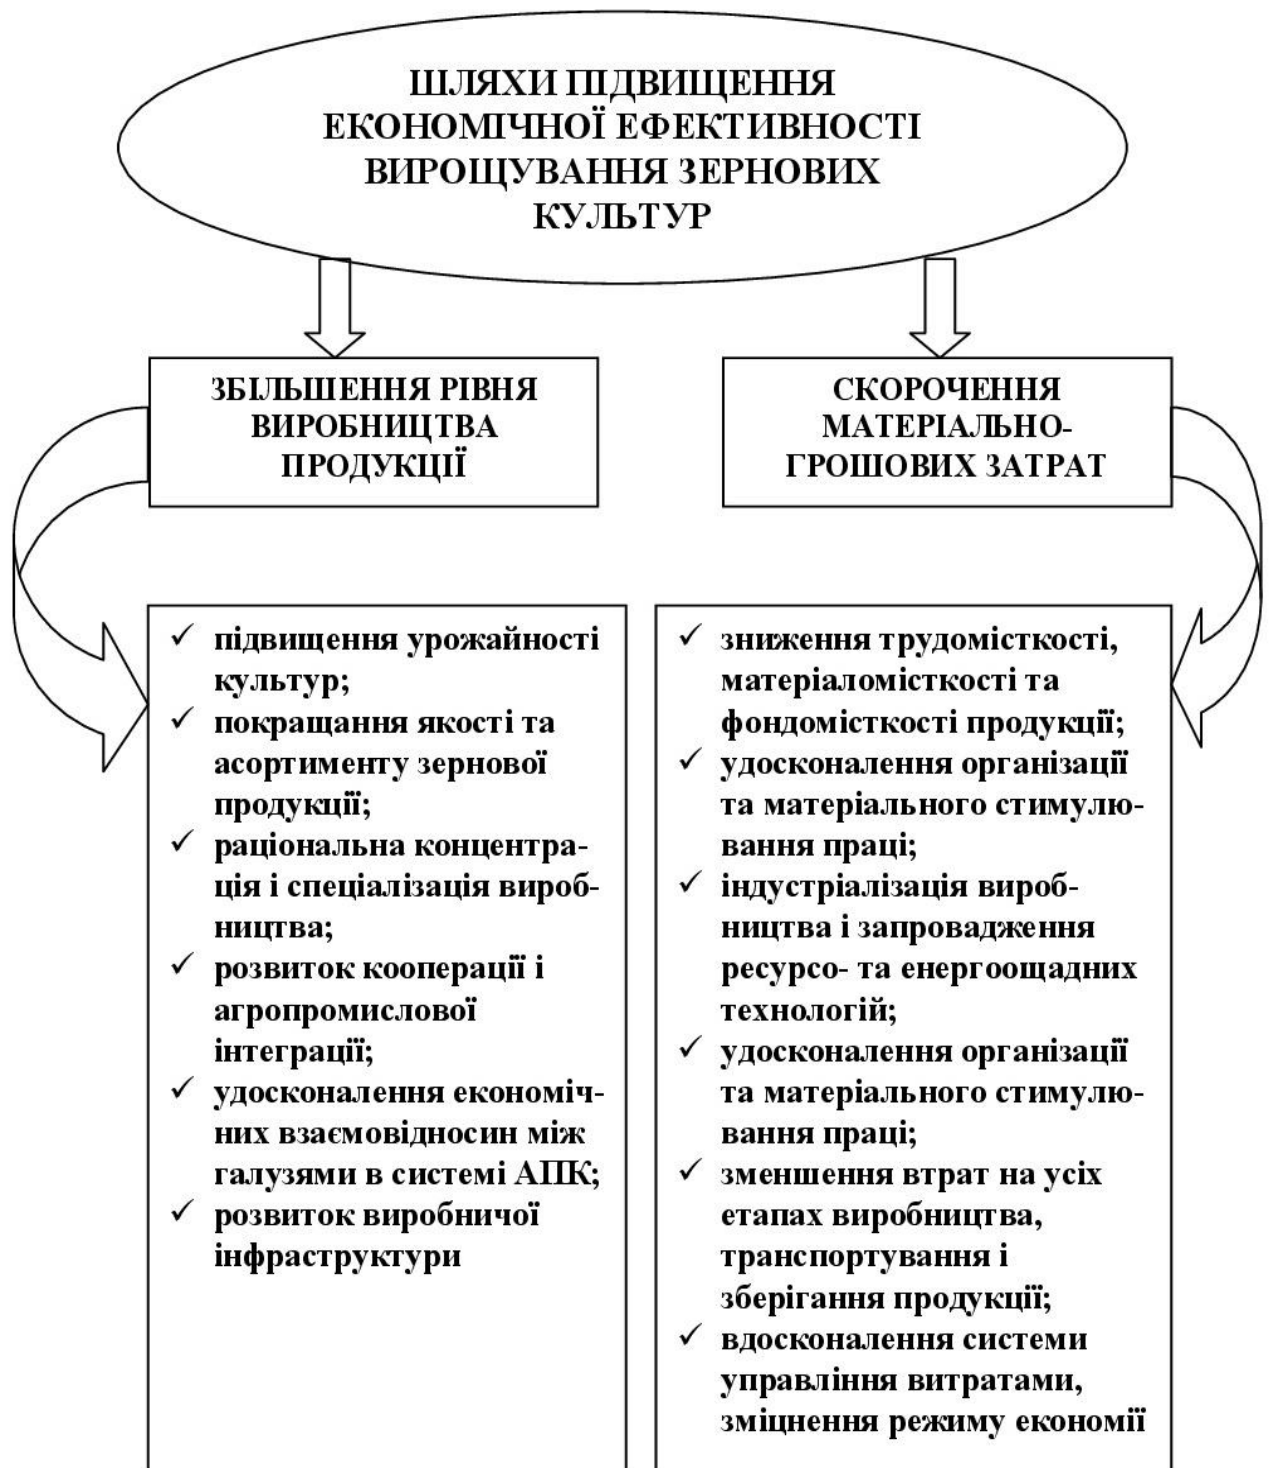 ШЛЯХИ ПІДВИЩЕННЯ
ЕКОНОМІЧНОЇ ЕФЕКТИВНОСТІ
ВИРОЩУВАННЯ ЗЕРНОВИХ
КУЛЬТУР
ЗБІЛЬШЕННЯ РІВНЯ
ВИРОБНИЦТВА
ПРОДУКЦІЇ
СКОРОЧЕННЯ
МАТЕРІАЛЬНО-
ГРОШОВИХ ЗАТРАТ
✓ підвищення урожайності
культур;
✓ покращання якості та
асортименту зернової
продукції;
✓ раціональна концентра-
ція і спеціалізація вироб-
ництва;
✓ розвиток кооперації і
агропромислової
інтеграції;
✓ удосконалення економіч-
них взаємовідносин між
галузями в системі АПК;
✓ розвиток виробничої
інфраструктури
✓ зниження трудомісткості,
матеріаломісткості та
фондомісткості продукції;
✓ удосконалення організації
та матеріального стимулю-
вання праці;
✓ індустріалізація вироб-
ництва і запровадження
ресурсо- та енергоощадних
технологій;
✓ удосконалення організації
та матеріального стимулю-
вання праці;
✓ зменшення втрат на усіх
етапах виробництва,
транспортування і
зберігання продукції;
✓ вдосконалення системи
управління витратами,
зміцнення режиму економії